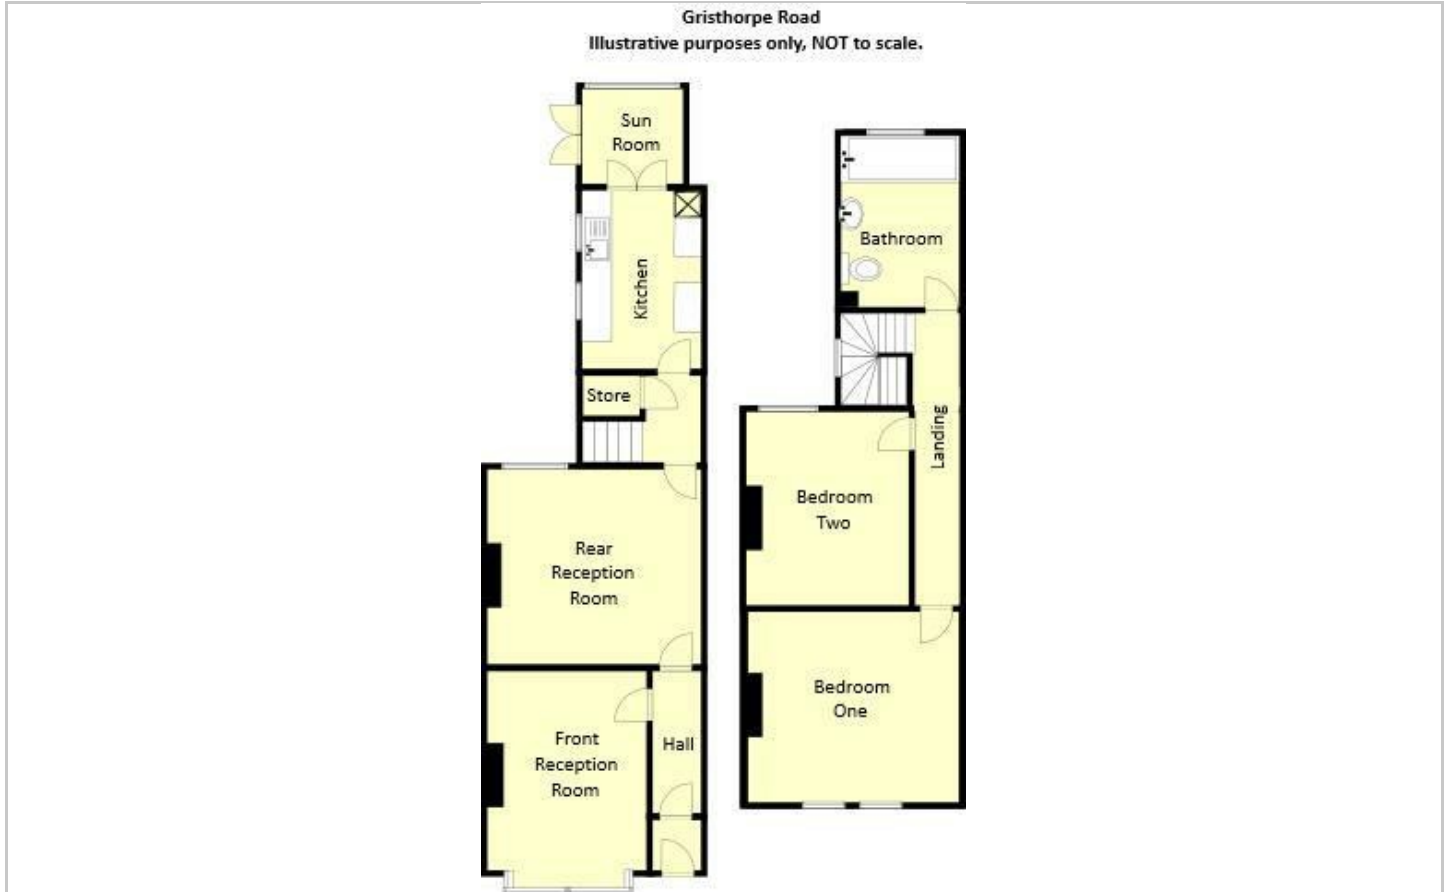 Gristhorpe Road
Illustrative purposes only, NOT to scale.
Sun
Room
Kitchen
Store
Rear
Reception
Room
Front
Reception
Room
Hall
Bathroom
Landing
Bedroom
Two
Bedroom
One